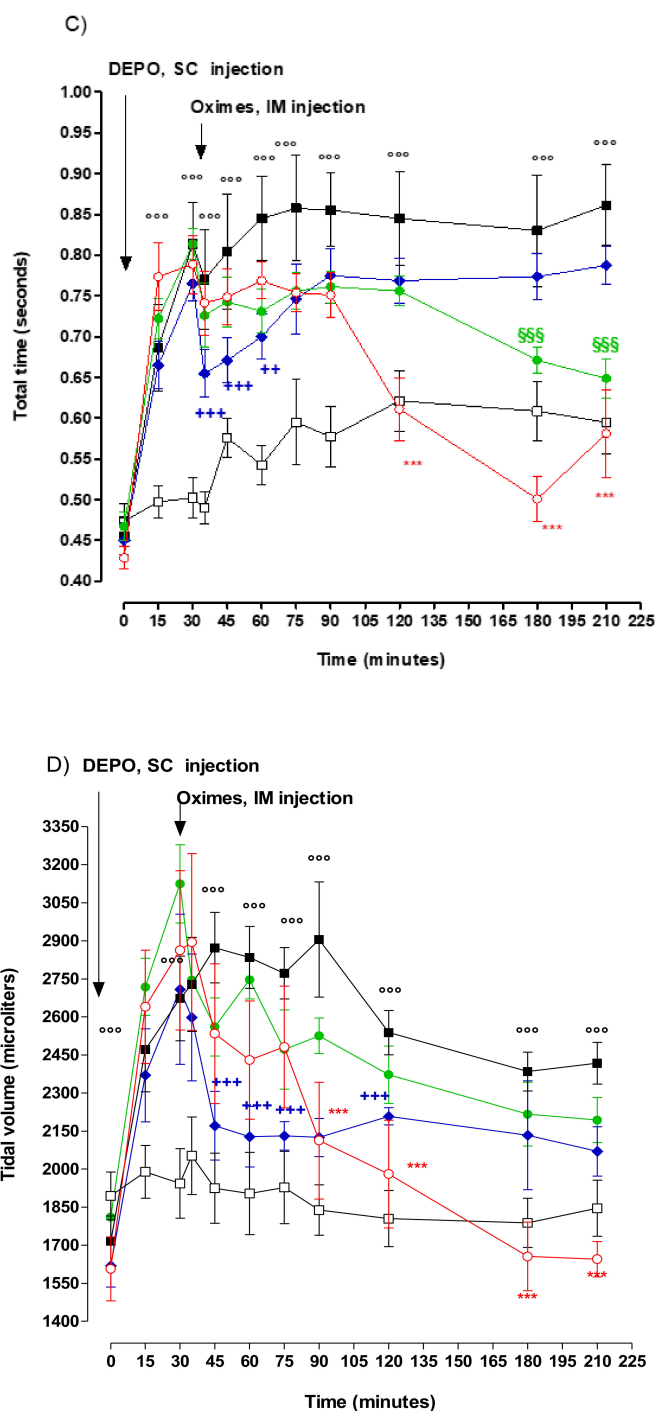 C)
DEPO, SC injection
Oximes, IM injection
1.00
0.95
0.90
0.85
0.80
0.75
0.70
0.65
0.60
0.55
0.50
0.45
0.40
Total time (seconds)
°°° °°° °°° °°° °°° °°° °°° °°° °°° °°°
+++ +++ ++
§§§ §§§
*** *** ***
0 15 30 45 60 75 90 105 120 135 150 165 180 195 210 225
Time (minutes)
D) DEPO, SC injection
Oximes, IM injection
3350
3200
3050
2900
2750
2600
2450
2300
2150
2000
1850
1700
1550
1400
Tidal volume (microliters)
°°° °°° °°° °°° °°° °°° °°° °°° °°°
+++ +++ +++ +++
*** *** *** ***
0 15 30 45 60 75 90 105 120 135 150 165 180 195 210 225
Time (minutes)